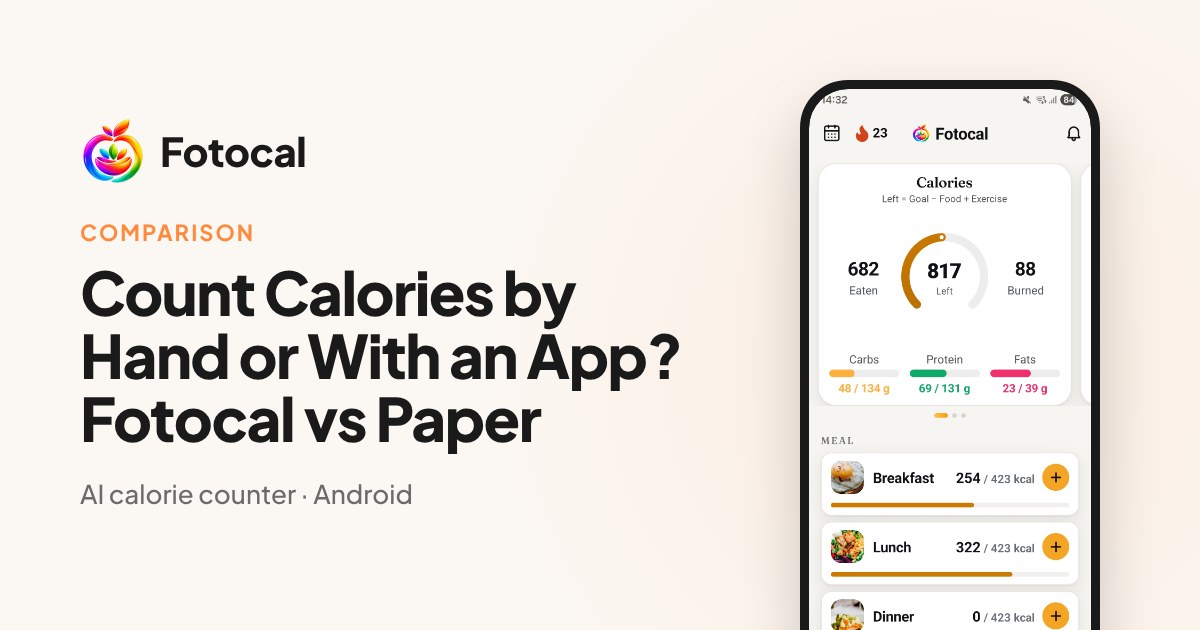 Fotocal
COMPARISON
Count Calories by
Hand or With an App?
Fotocal vs Paper
AI calorie counter · Android
14:32
84
23
Fotocal
Calories
Left = Goal − Food + Exercise
682
Eaten
817
Left
88
Burned
Carbs
Protein
Fats
48 / 134 g
69 / 131 g
23 / 39 g
MEAL
Breakfast 254 / 423 kcal +
Lunch 322 / 423 kcal +
Dinner 0 / 423 kcal +